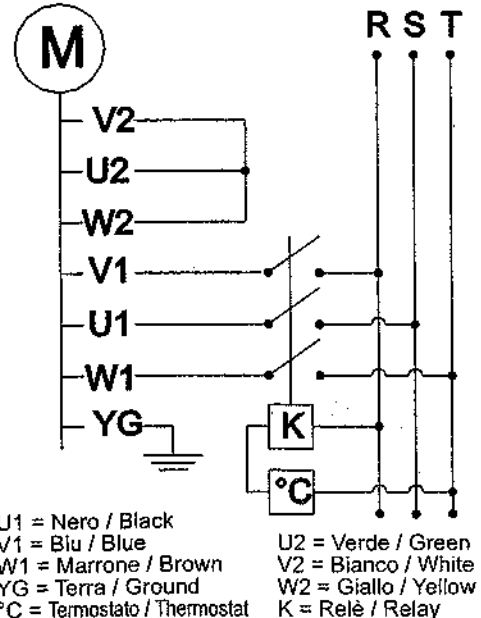 M
R S T
V2
U2
W2
V1
U1
W1
YG
K
°C
U1 = Nero / Black
V1 = Blu / Blue
W1 = Marrone / Brown
YG = Terra / Ground
°C = Termostato / Thermostat
U2 = Verde / Green
V2 = Bianco / White
W2 = Giallo / Yellow
K = Relè / Relay